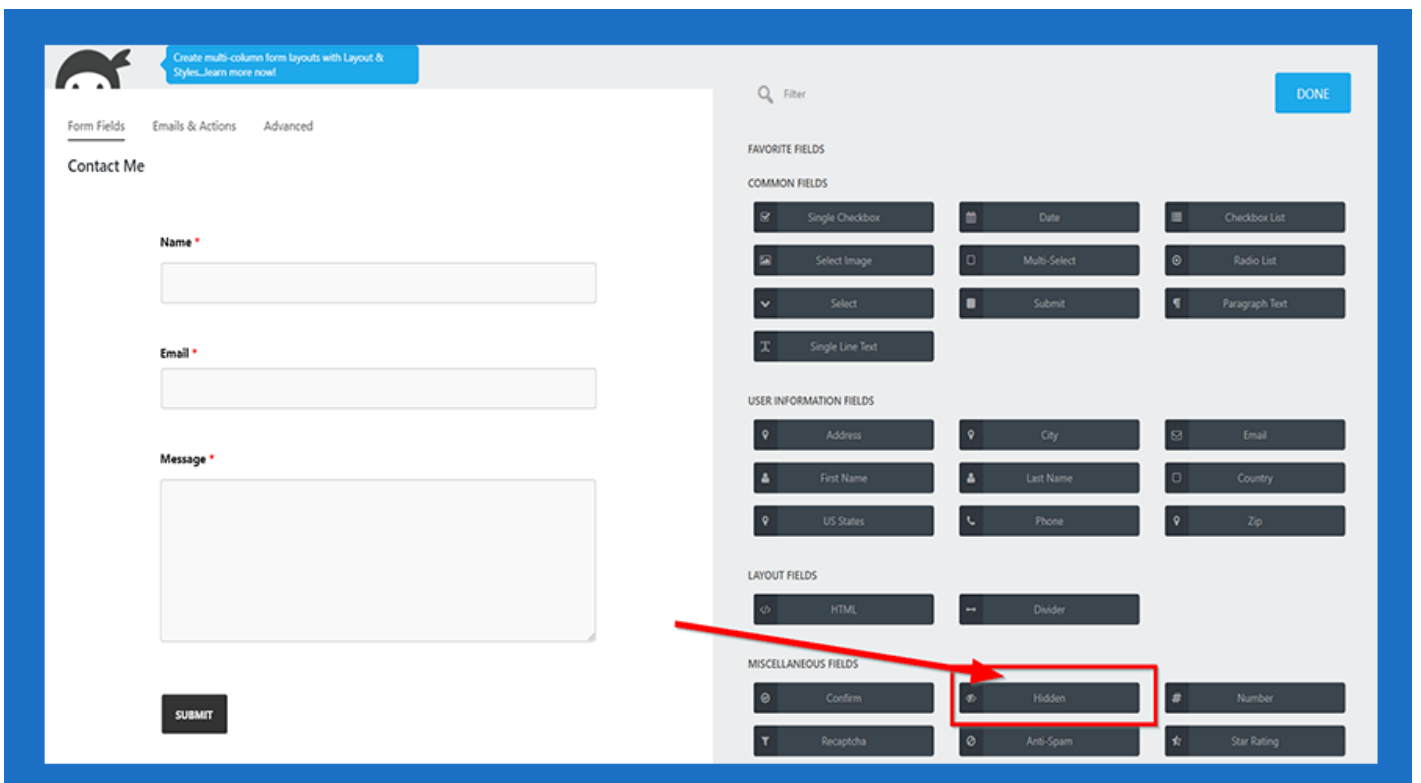 Create multi-column form layouts with Layout &
Styles...learn more now!
Form Fields Emails & Actions Advanced
Contact Me
Name *
Email *
Message *
SUBMIT
Filter
DONE
FAVORITE FIELDS
COMMON FIELDS
Single Checkbox Date Checkbox List
Select Image Multi-Select Radio List
Select Submit Paragraph Text
Single Line Text
USER INFORMATION FIELDS
Address City Email
First Name Last Name Country
US States Phone Zip
LAYOUT FIELDS
HTML Divider
MISCELLANEOUS FIELDS
Confirm Hidden Number
Recaptcha Anti-Spam Star Rating